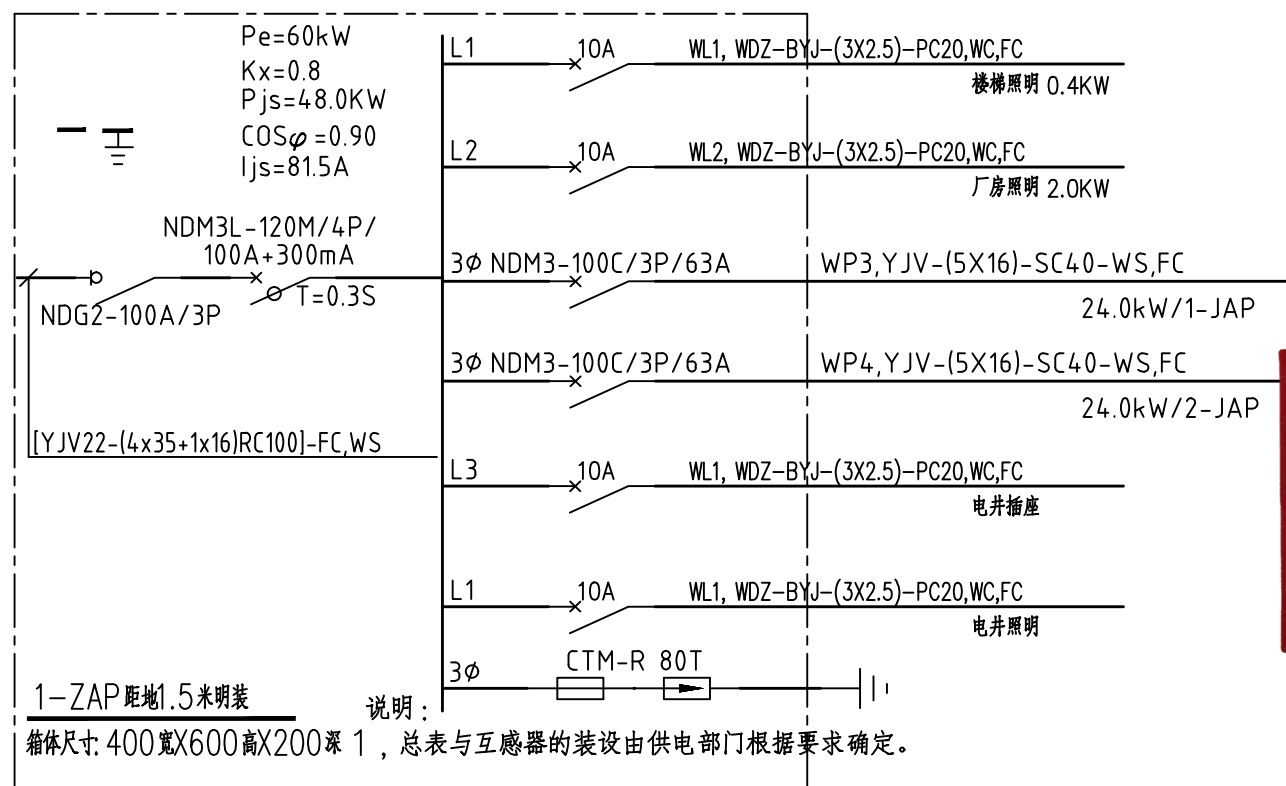 Pe=60kW
Kx=0.8
Pjs=48.0KW
COSφ=0.90
Ijs=81.5A
NDM3L-120M/4P/
100A+300mA
T=0.3S
NDG2-100A/3P
[YJV22-(4x35+1x16)RC100]-FC,WS
L1 10A WL1, WDZ-BYJ-(3X2.5)-PC20,WC,FC
楼梯照明 0.4KW
L2 10A WL2, WDZ-BYJ-(3X2.5)-PC20,WC,FC
厂房照明 2.0KW
3Ø NDM3-100C/3P/63A WP3,YJV-(5X16)-SC40-WS,FC
24.0kW/1-JAP
3Ø NDM3-100C/3P/63A WP4,YJV-(5X16)-SC40-WS,FC
24.0kW/2-JAP
L3 10A WL1, WDZ-BYJ-(3X2.5)-PC20,WC,FC
电井插座
L1 10A WL1, WDZ-BYJ-(3X2.5)-PC20,WC,FC
电井照明
3Ø CTM-R 80T
1-ZAP距地1.5米明装
箱体尺寸:400宽X600高X200深
说明：
1，总表与互感器的装设由供电部门根据要求确定。